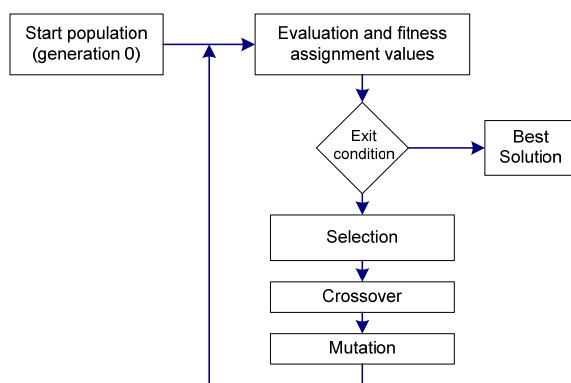 Start population
(generation 0)
Evaluation and fitness
assignment values
Exit
condition
Best
Solution
Selection
Crossover
Mutation